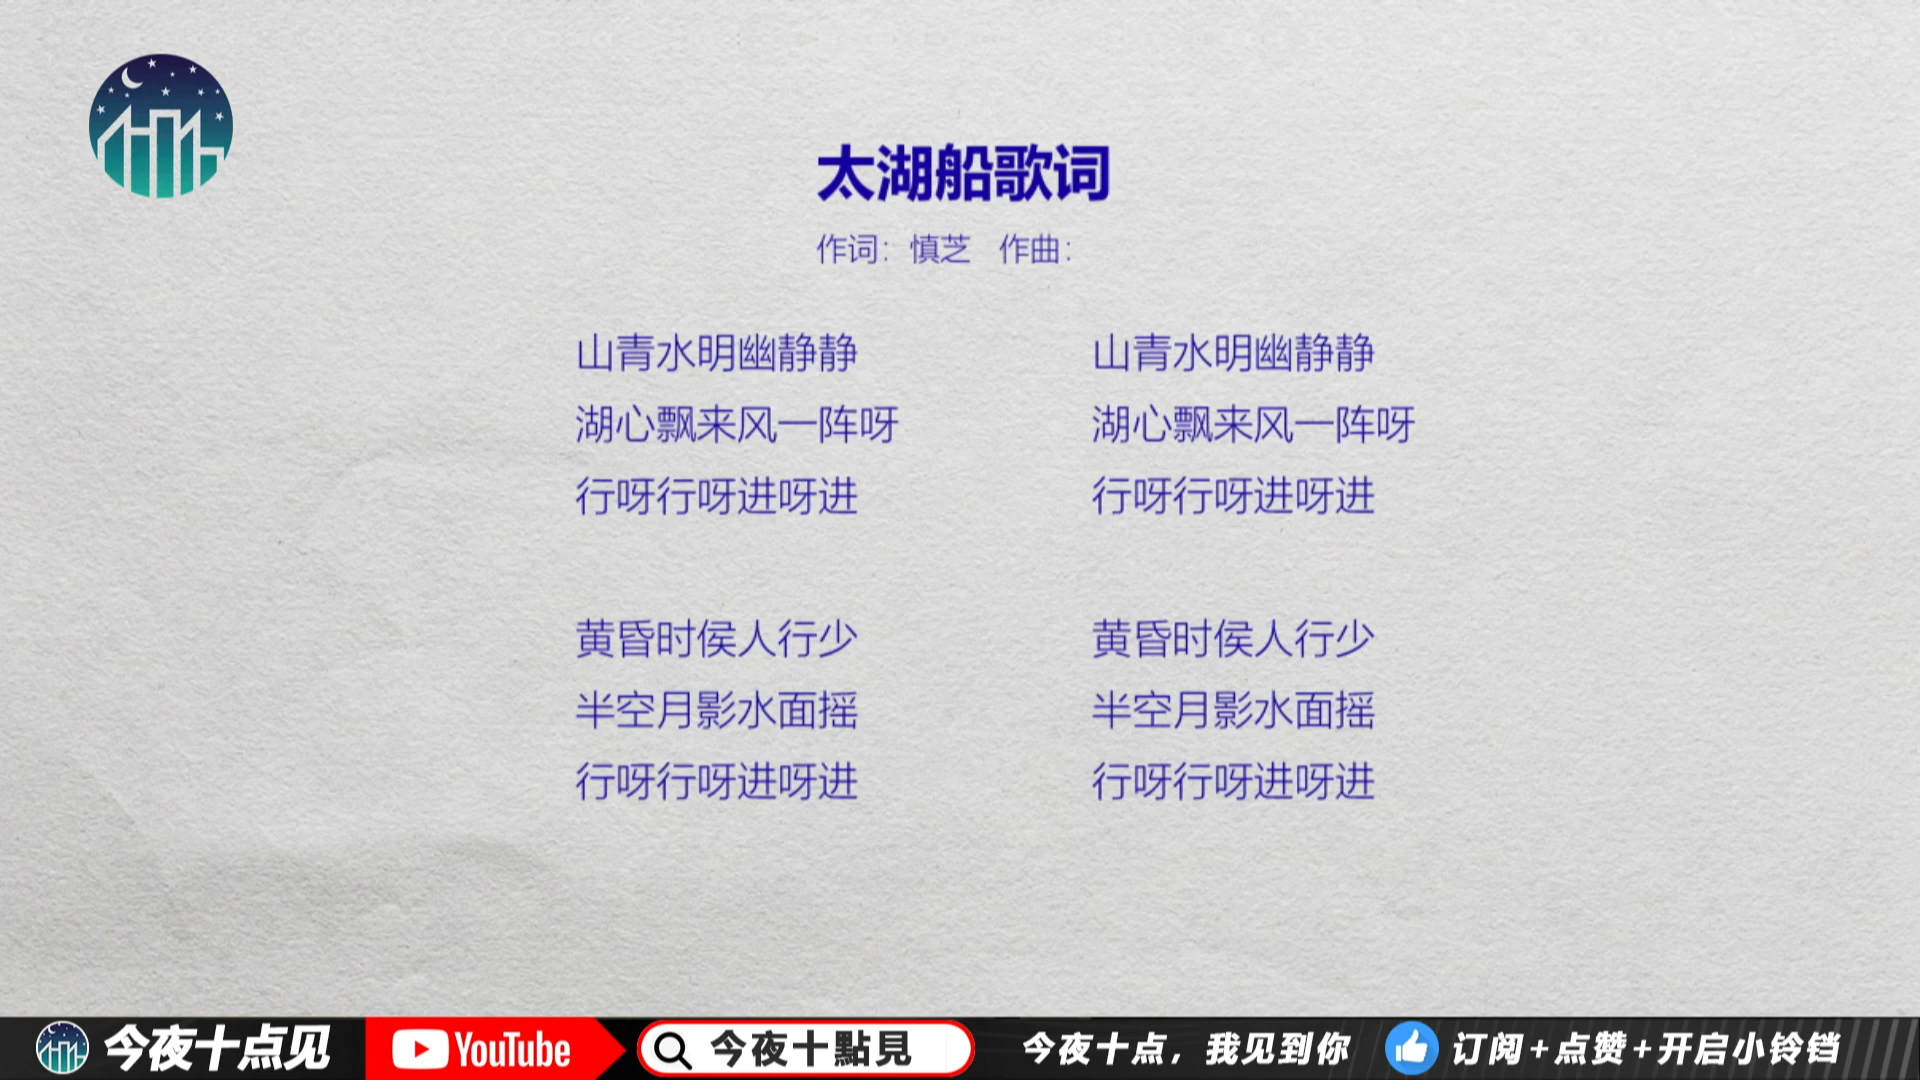 太湖船歌词
作词：慎芝 作曲：
山青水明幽静静
湖心飘来风一阵呀
行呀行呀进呀进
黄昏时侯人行少
半空月影水面摇
行呀行呀进呀进
山青水明幽静静
湖心飘来风一阵呀
行呀行呀进呀进
黄昏时侯人行少
半空月影水面摇
行呀行呀进呀进
今夜十点见
YouTube
今夜十點見
今夜十点，我见到你
订阅+点赞+开启小铃铛